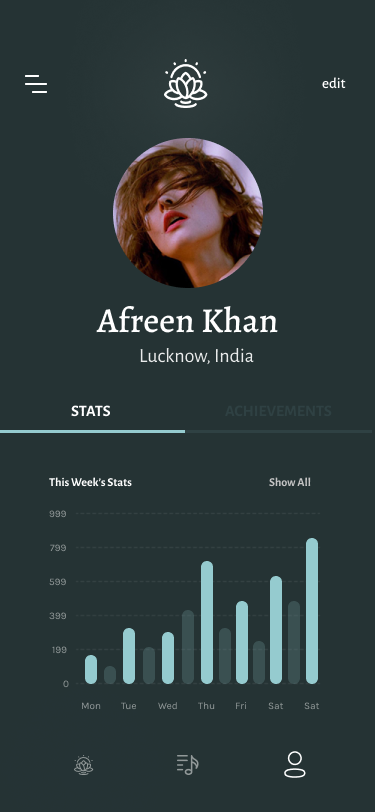 edit
Afreen Khan
Lucknow, India
STATS ACHIEVEMENTS
This Week's Stats Show All
999
799
599
399
199
0
Mon Tue Wed Thu Fri Sat Sat